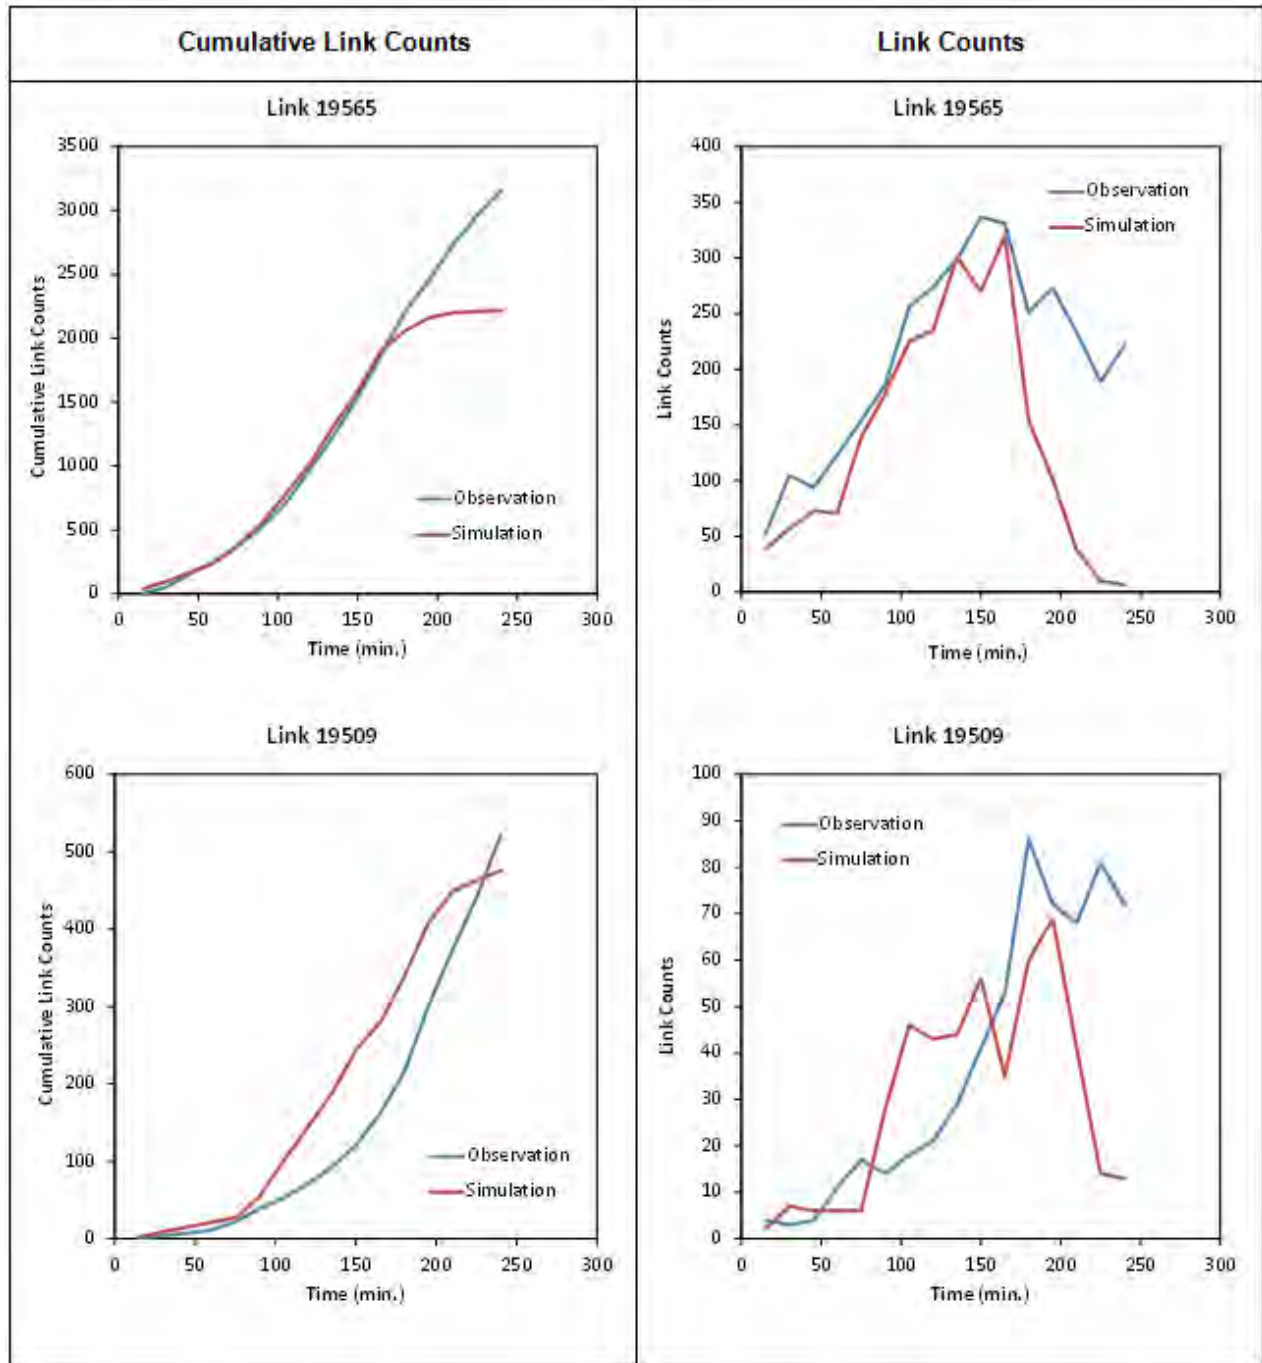 Cumulative Link Counts
Link Counts
Link 19565
3500
3000
2500
2000
1500
1000
500
0
0 50 100 150 200 250 300
Cumulative Link Counts
Time (min.)
Observation
Simulation
Link 19565
400
350
300
250
200
150
100
50
0
0 50 100 150 200 250 300
Link Counts
Time (min.)
Observation
Simulation
Link 19509
600
500
400
300
200
100
0
0 50 100 150 200 250 300
Cumulative Link Counts
Time (min.)
Observation
Simulation
Link 19509
100
90
80
70
60
50
40
30
20
10
0
0 50 100 150 200 250 300
Link Counts
Time (min.)
Observation
Simulation